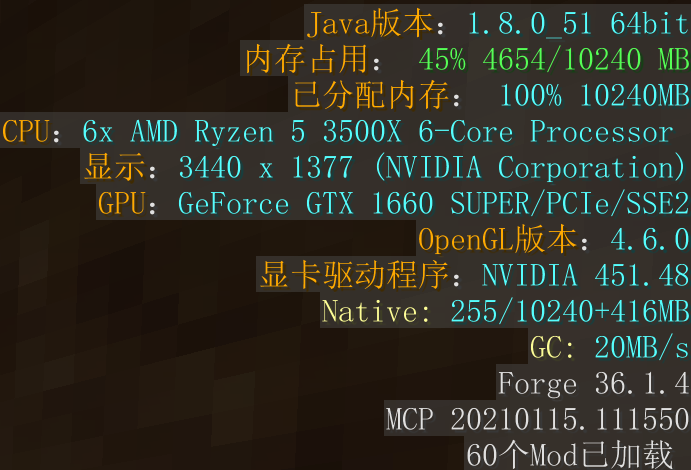 Java版本：1.8.0_51 64bit
内存占用： 45% 4654/10240 MB
已分配内存： 100% 10240MB
CPU：6x AMD Ryzen 5 3500X 6-Core Processor
显示：3440 x 1377 (NVIDIA Corporation)
GPU：GeForce GTX 1660 SUPER/PCIe/SSE2
OpenGL版本：4.6.0
显卡驱动程序：NVIDIA 451.48
Native: 255/10240+416MB
GC: 20MB/s
Forge 36.1.4
MCP 20210115.111550
60个Mod已加载